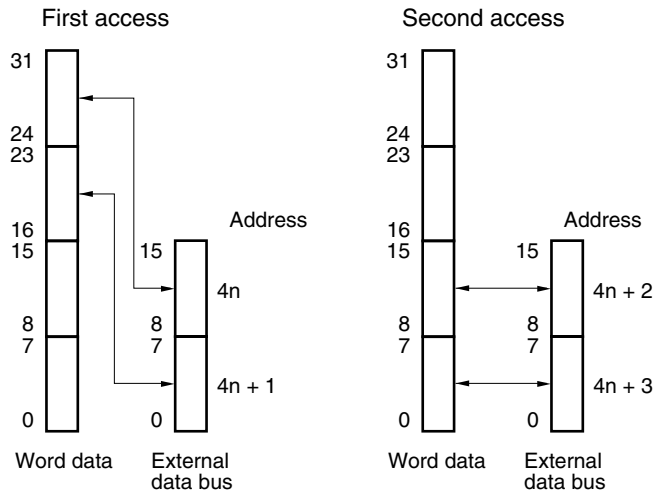 First access
31
24
23
16
15
8
7
0
Word data
Address
15
4n
8
7
4n + 1
0
External
data bus
Second access
31
24
23
16
15
8
7
0
Word data
Address
15
4n + 2
8
7
4n + 3
0
External
data bus